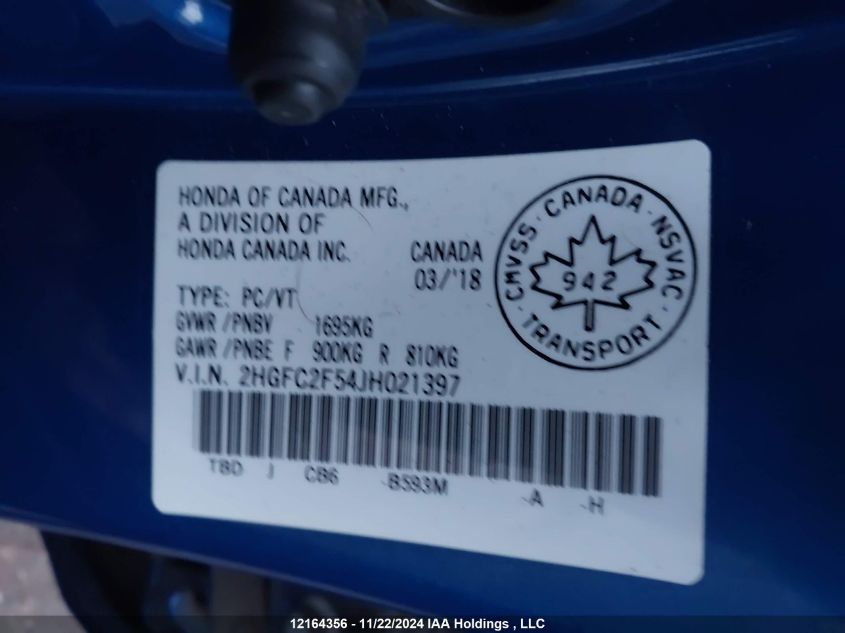 HONDA OF CANADA MFG.,
A DIVISION OF
HONDA CANADA INC. CANADA
03/'18
TYPE: PC/VT
GVWR/PNBV 1695KG
GAWR/PNBE F 900KG R 810KG
V.I.N. 2HGFC2F54JH021397
TBD J CB6 -B593M -A -H
CMVSS · CANADA · NSVAC
942
TRANSPORT
12164356 - 11/22/2024 IAA Holdings , LLC